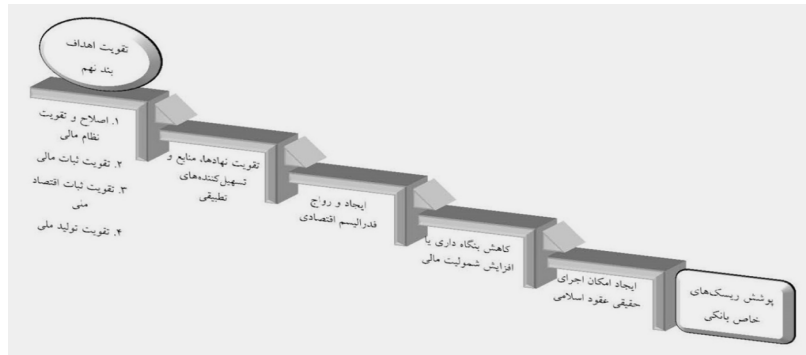 تقویت اهداف
بند نهم
۱. اصلاح و تقویت
نظام مالی
۲. تقویت ثبات مالی
۳. تقویت ثبات اقتصاد
منی
۴. تقویت تولید ملی
تقویت نهادها، منابع و
تسهیل‌کننده‌های
تطبیقی
ایجاد و رواج
فدرالیسم اقتصادی
کاهش بنگاه داری یا
افزایش شمولیت مالی
ایجاد امکان اجرای
حقیقی عقود اسلامی
پوشش ریسک‌های
خاص بانکی